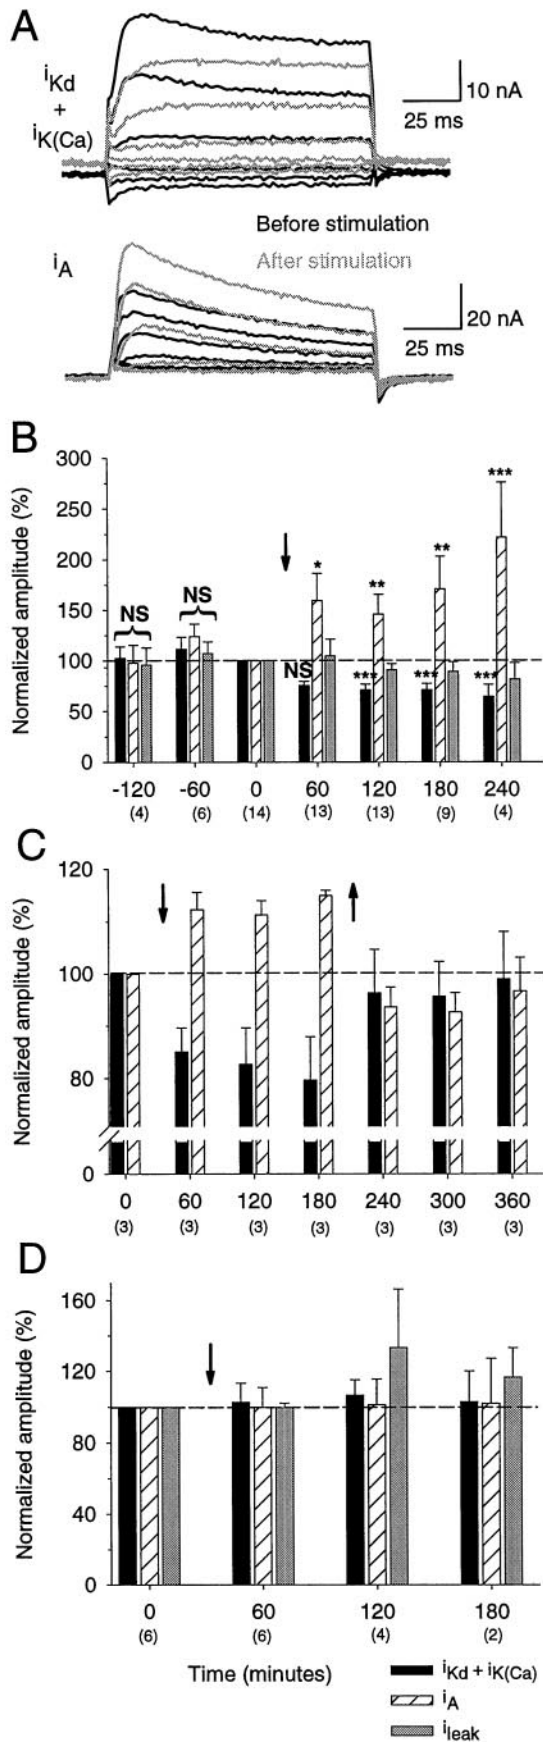 A
iKd
+
iK(Ca)
10 nA
25 ms
Before stimulation
After stimulation
iA
20 nA
25 ms
B
Normalized amplitude (%)
300
250
200
150
100
50
0
NS
NS
NS
*
***
**
***
**
***
***
-120 -60 0 60 120 180 240
(4) (6) (14) (13) (13) (9) (4)
C
Normalized amplitude (%)
120
100
80
0
0 60 120 180 240 300 360
(3) (3) (3) (3) (3) (3) (3)
D
Normalized amplitude (%)
160
120
80
40
0
0 60 120 180
(6) (6) (4) (2)
Time (minutes)
iKd + iK(Ca)
iA
ileak